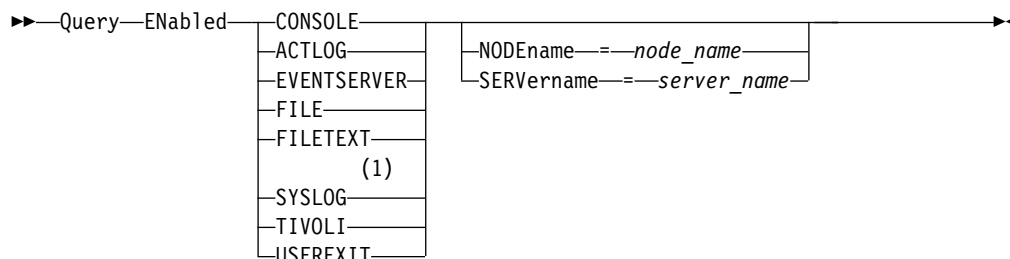 Query ENabled CONSOLE
ACTLOG
EVENTSERVER
FILE
FILETEXT
(1)
SYSLOG
TIVOLI
USEREXIT
NODEname = node_name
SERVername = server_name